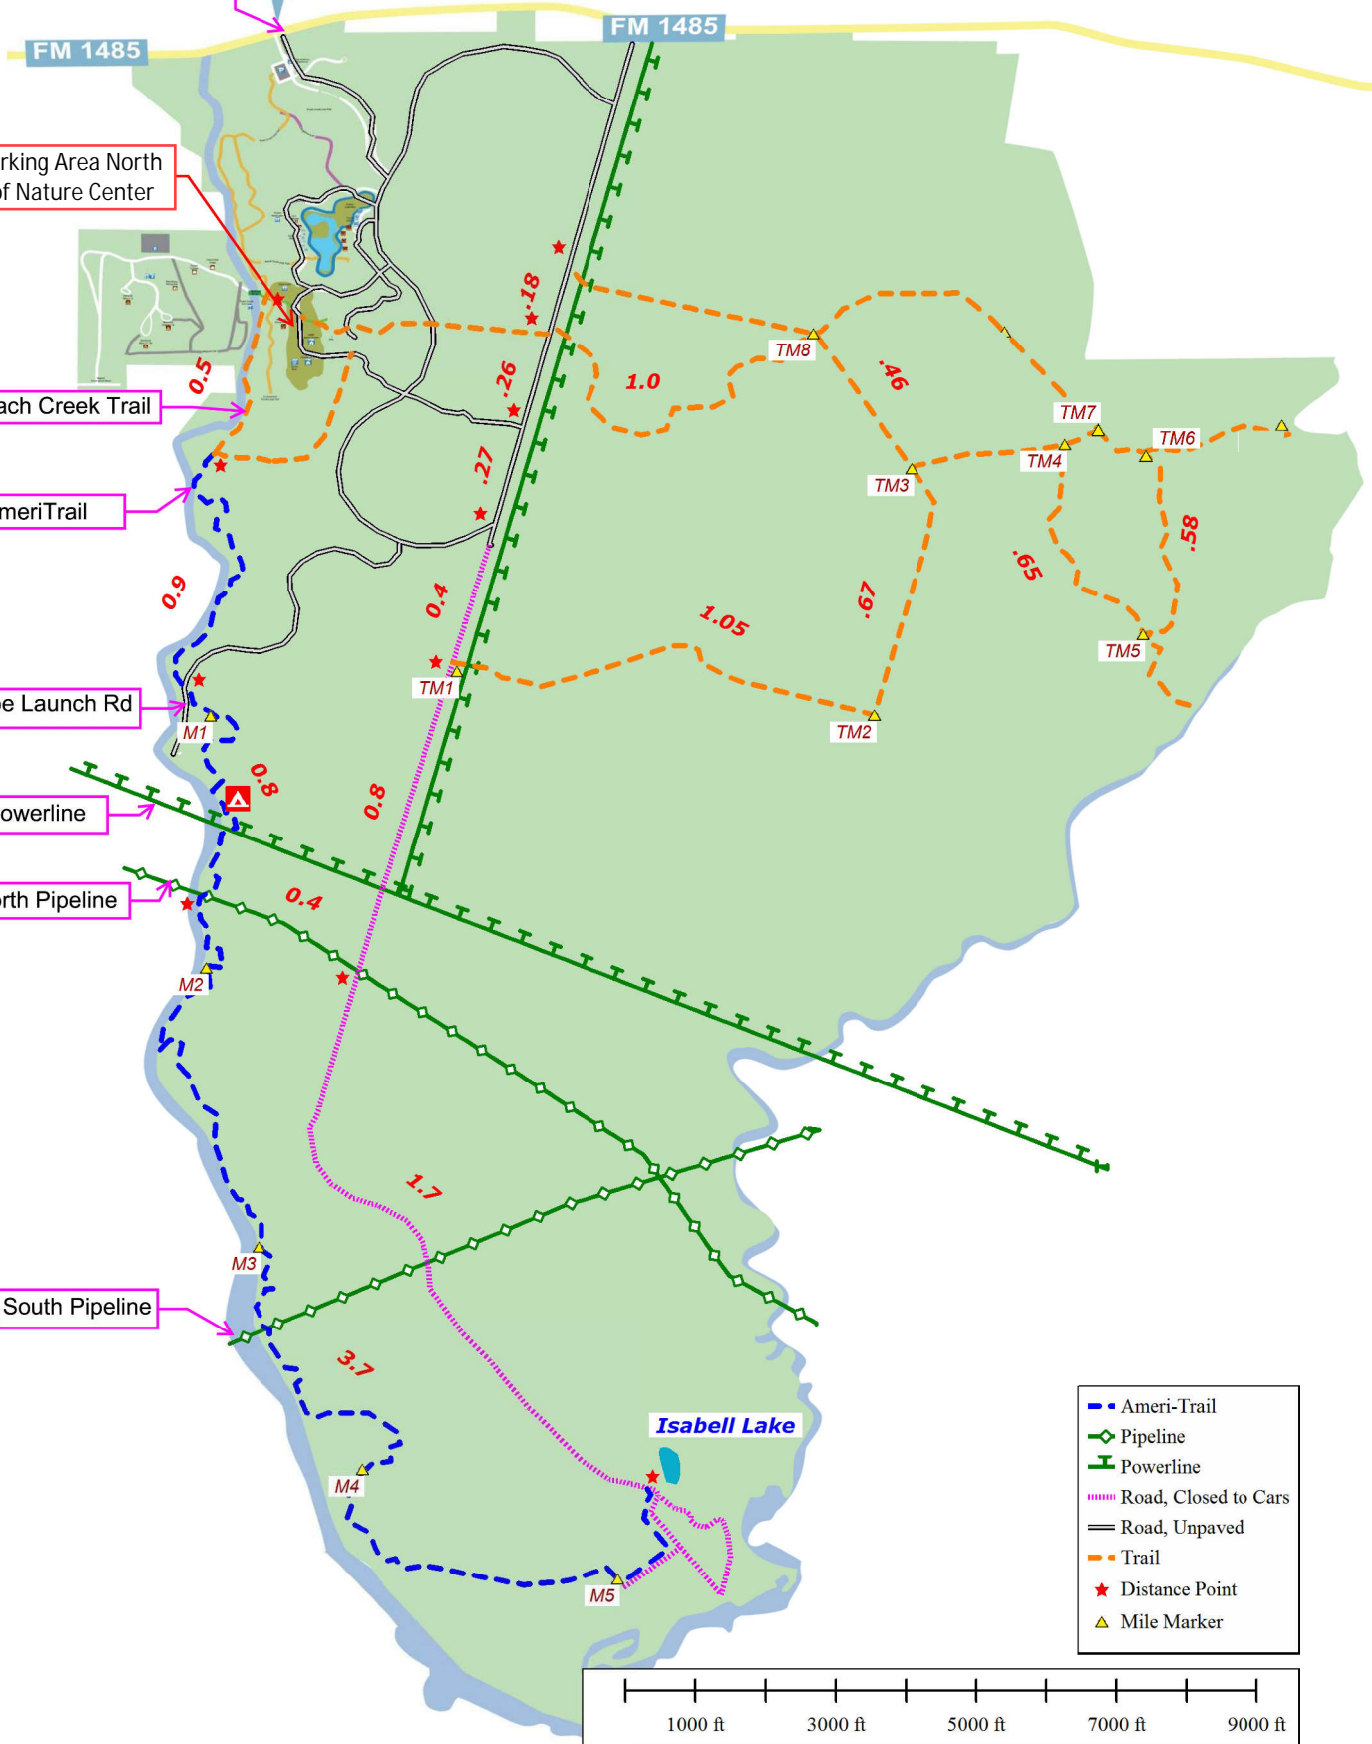 FM 1485
FM 1485
rking Area North
of Nature Center
.18
TM8
.26
1.0
.46
0.5
ach Creek Trail
TM7
TM6
TM4
.27
TM3
meriTrail
.58
.65
0.9
0.4
.67
1.05
TM5
TM1
pe Launch Rd
M1
TM2
0.8
0.8
owerline
0.4
rth Pipeline
M2
1.7
M3
South Pipeline
3.7
Isabell Lake
M4
M5
Ameri-Trail
Pipeline
Powerline
Road, Closed to Cars
Road, Unpaved
Trail
Distance Point
Mile Marker
1000 ft
3000 ft
5000 ft
7000 ft
9000 ft